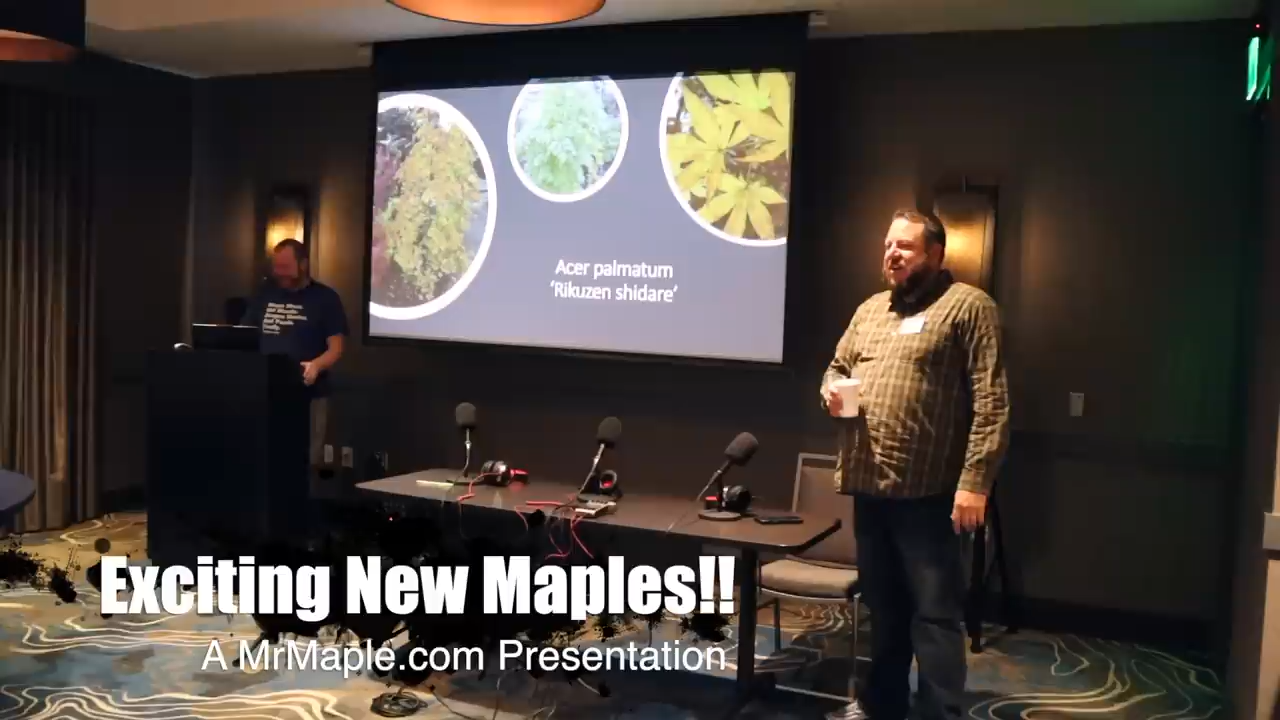 Acer palmatum
‘Rikuzen shidare’
Exciting New Maples!!
A MrMaple.com Presentation